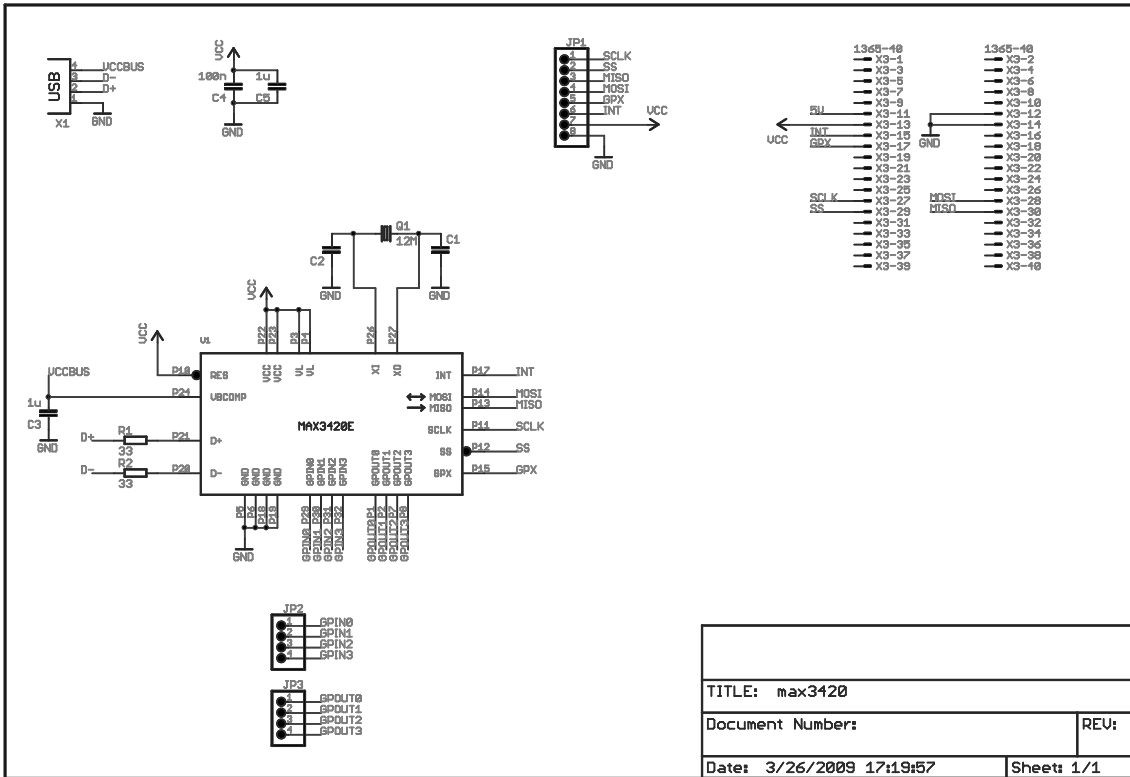 USB
4 VCCBUS
3 D-
2 D+
1
X1
GND
VCC
100n
1u
C4
C5
GND
JP1
1 SCLK
2 SS
3 MISO
4 MOSI
5 GPX
6 INT
7 VCC
8
GND
1365-40
X3-1
X3-3
X3-5
X3-7
X3-9
5V X3-11
VCC X3-13
INT X3-15
GPX X3-17
X3-19
X3-21
X3-23
X3-25
SCLK X3-27
SS X3-29
X3-31
X3-33
X3-35
X3-37
X3-39
1365-40
X3-2
X3-4
X3-6
X3-8
X3-10
X3-12
GND X3-14
X3-16
X3-18
X3-20
X3-22
X3-24
X3-26
MOSI X3-28
MISO X3-30
X3-32
X3-34
X3-36
X3-38
X3-40
Q1
12M
C2
C1
GND
GND
VCC
VCC
U1
P22 P23 P3 P4 P26 P27
VCC VCC VL VL XI XO
P10 RES
VCCBUS
P24 VBCOMP
1u
C3
GND
D+ R1 33 P21 D+
D- R2 33 P20 D-
MAX3420E
INT P17 INT
MOSI P14 MOSI
MISO P13 MISO
SCLK P11 SCLK
SS P12 SS
GPX P15 GPX
GND GND GND GND GPIN0 GPIN1 GPIN2 GPIN3 GPOUT0 GPOUT1 GPOUT2 GPOUT3
P5 P6 P18 P19 P29 P30 P31 P32 P1 P2 P7 P8
GND
GPIN0 GPIN1 GPIN2 GPIN3 GPOUT0 GPOUT1 GPOUT2 GPOUT3
JP2
1 GPIN0
2 GPIN1
3 GPIN2
4 GPIN3
JP3
1 GPOUT0
2 GPOUT1
3 GPOUT2
4 GPOUT3
TITLE: max3420
Document Number:
REV:
Date: 3/26/2009 17:19:57
Sheet: 1/1